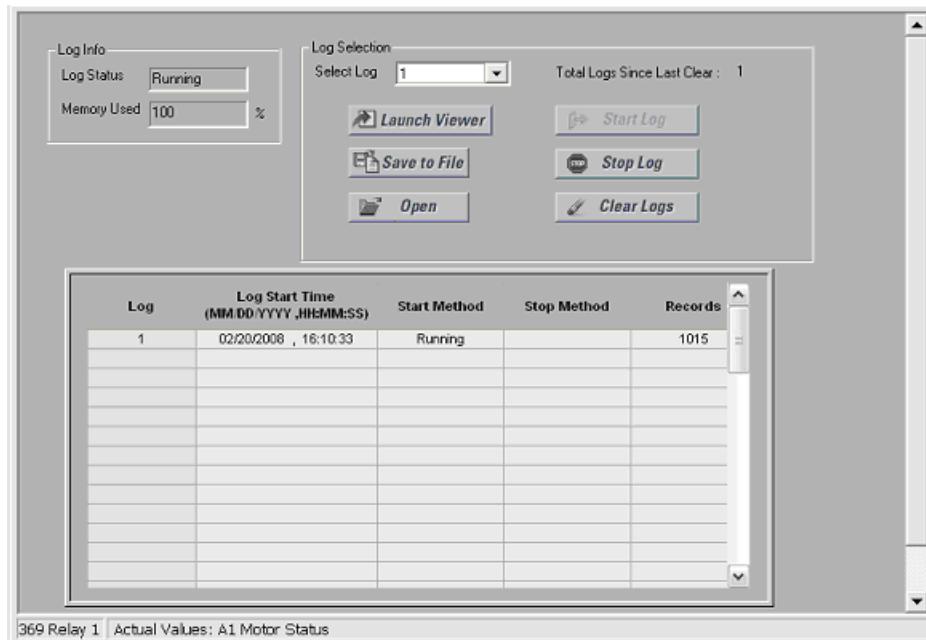 Log Info
Log Status Running
Memory Used 100 %
Log Selection
Select Log 1 Total Logs Since Last Clear : 1
Launch Viewer Start Log
Save to File STOP Stop Log
Open Clear Logs
Log Log Start Time (MM/DD/YYYY ,HH:MM:SS) Start Method Stop Method Records
1 02/20/2008 , 16:10:33 Running 1015
369 Relay 1 Actual Values: A1 Motor Status